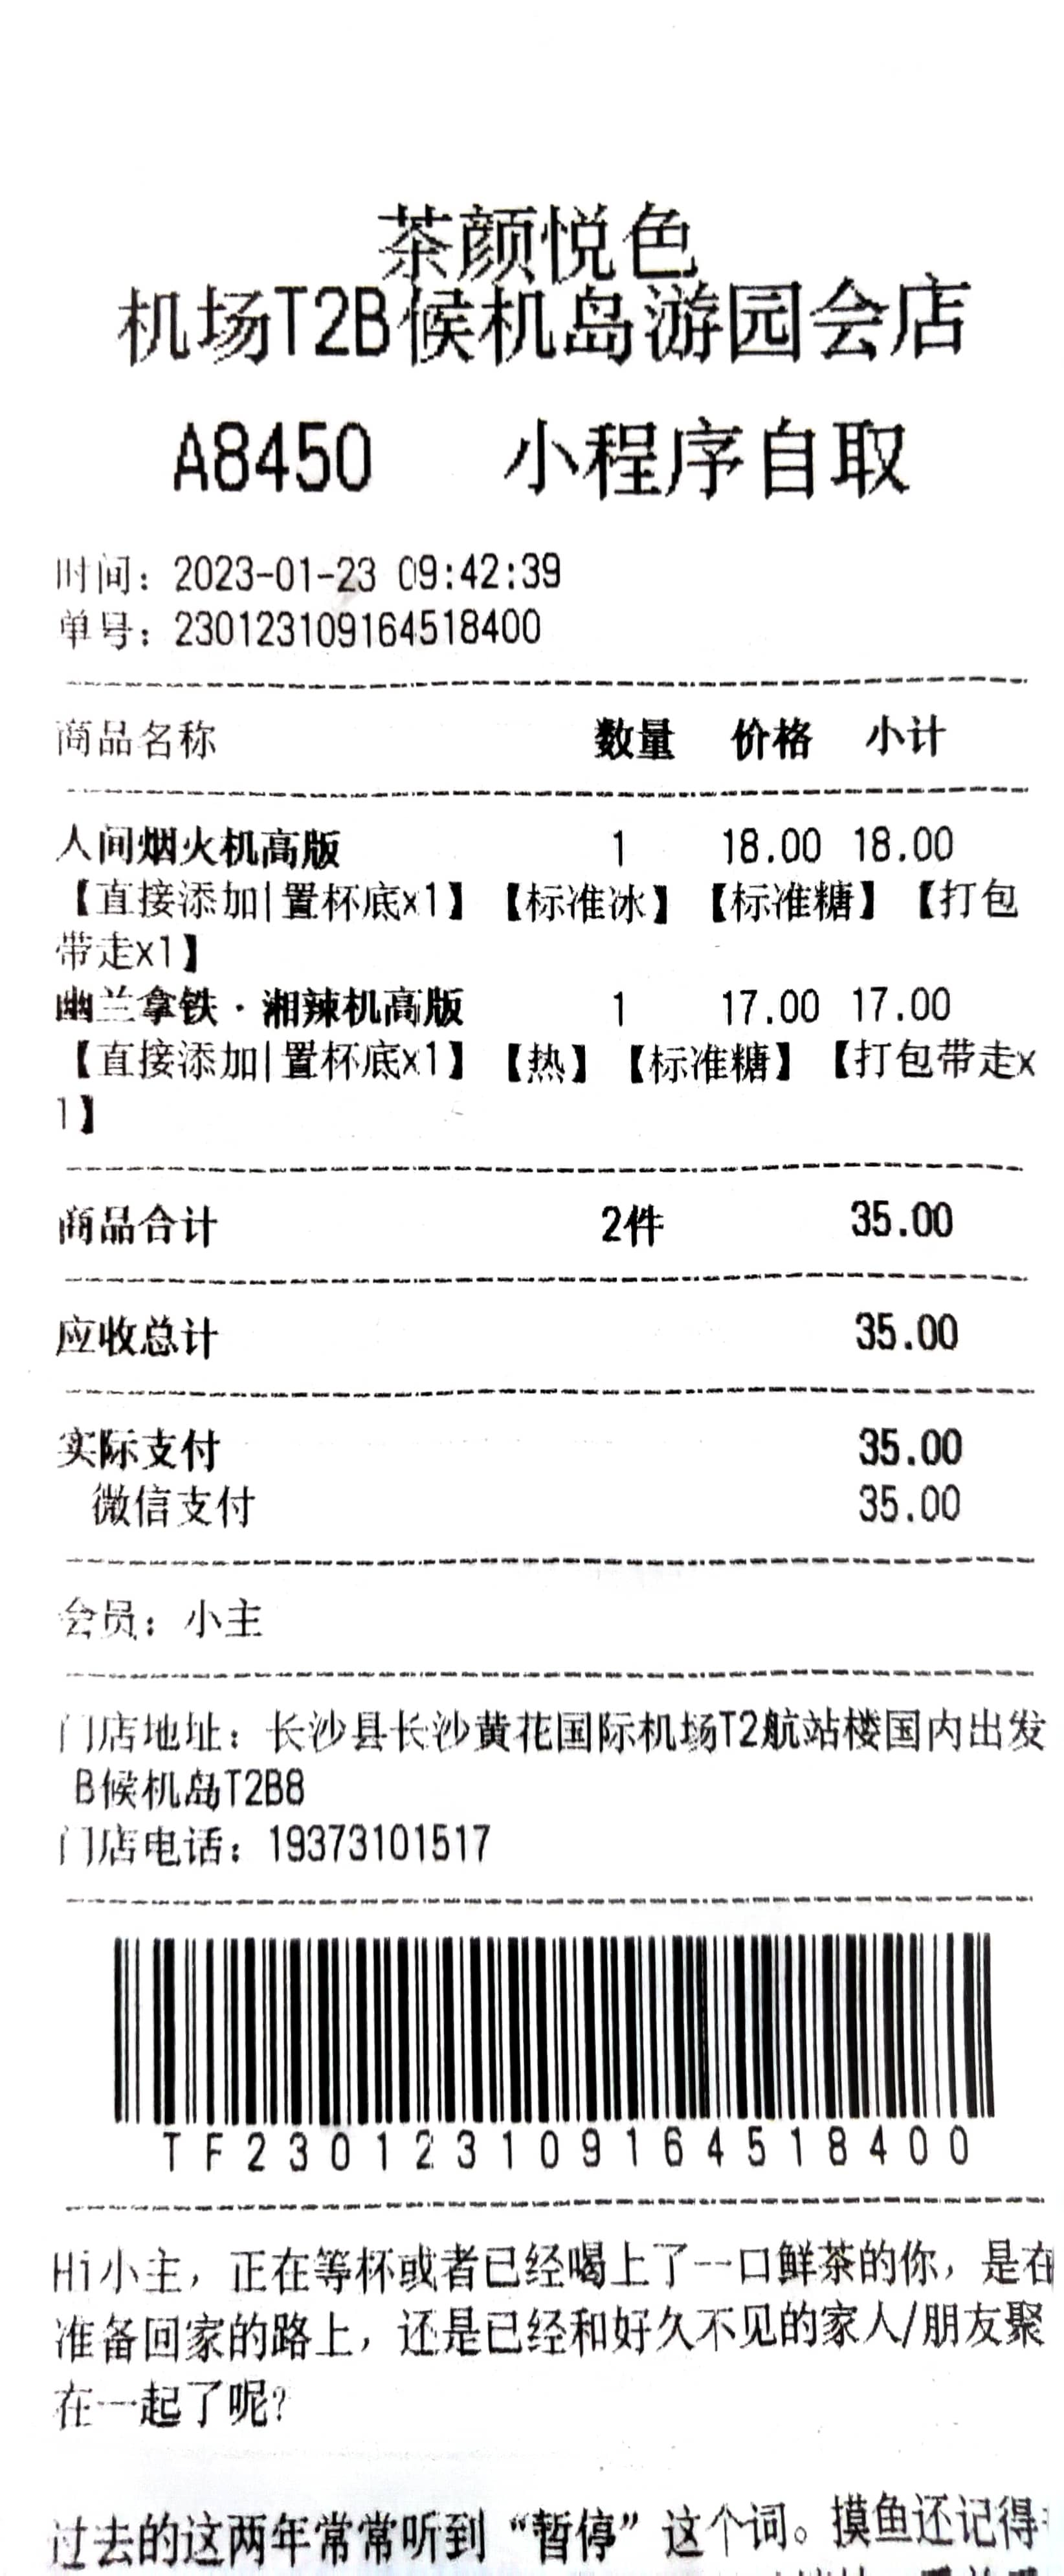 茶颜悦色
机场T2B候机岛游园会店
A8450 小程序自取
时间：2023-01-23 09:42:39
单号：230123109164518400
商品名称 数量 价格 小计
人间烟火机高版 1 18.00 18.00
【直接添加|置杯底x1】【标准冰】【标准糖】【打包
带走x1】
幽兰拿铁·湘辣机高版 1 17.00 17.00
【直接添加|置杯底x1】【热】【标准糖】【打包带走x
1】
商品合计 2件 35.00
应收总计 35.00
实际支付 35.00
微信支付 35.00
会员：小主
门店地址：长沙县长沙黄花国际机场T2航站楼国内出发
B候机岛T2B8
门店电话：19373101517
TF230123109164518400
Hi小主，正在等杯或者已经喝上了一口鲜茶的你，是在
准备回家的路上，还是已经和好久不见的家人/朋友聚
在一起了呢？
过去的这两年常常听到“暂停”这个词。摸鱼还记得